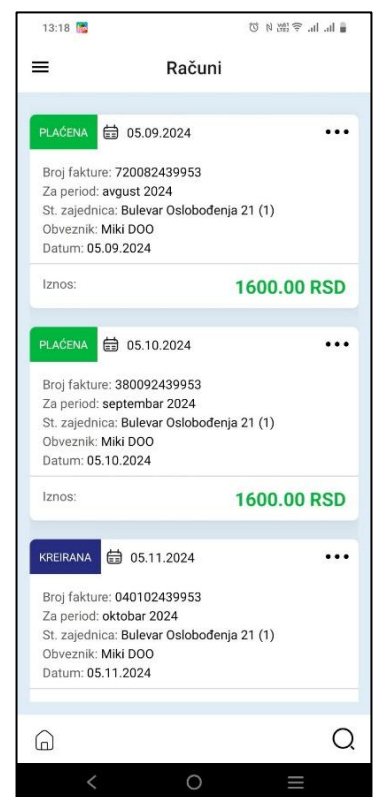 13:18
Računi
PLAĆENA 05.09.2024
Broj fakture: 720082439953
Za period: avgust 2024
St. zajednica: Bulevar Oslobođenja 21 (1)
Obveznik: Miki DOO
Datum: 05.09.2024
Iznos: 1600.00 RSD
PLAĆENA 05.10.2024
Broj fakture: 380092439953
Za period: septembar 2024
St. zajednica: Bulevar Oslobođenja 21 (1)
Obveznik: Miki DOO
Datum: 05.10.2024
Iznos: 1600.00 RSD
KREIRANA 05.11.2024
Broj fakture: 040102439953
Za period: oktobar 2024
St. zajednica: Bulevar Oslobođenja 21 (1)
Obveznik: Miki DOO
Datum: 05.11.2024